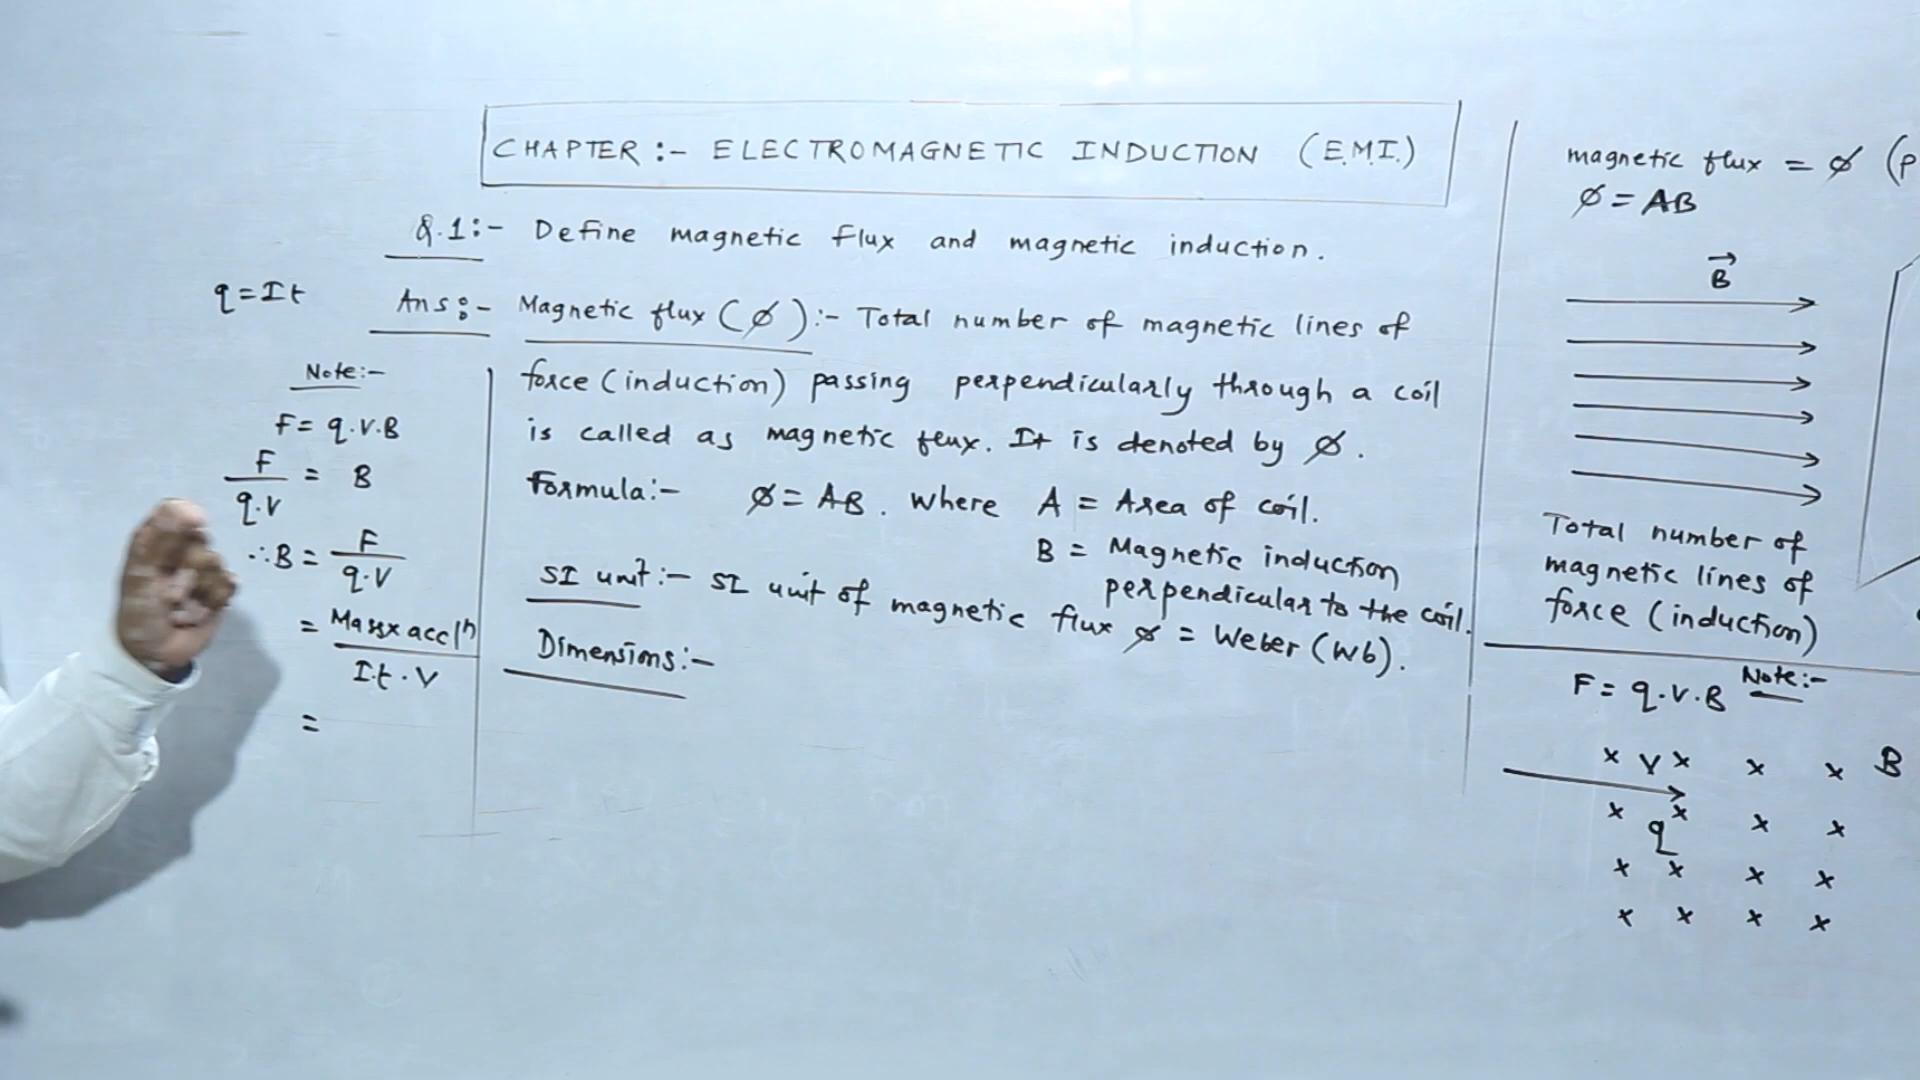 CHAPTER :- ELECTROMAGNETIC INDUCTION (E.M.I.)
Q.1:- Define magnetic flux and magnetic induction.
Ans:- Magnetic flux (ø):- Total number of magnetic lines of
force (induction) passing perpendicularly through a coil
is called as magnetic flux. It is denoted by ø.
Formula:- ø = AB. Where A = Area of coil.
B = Magnetic induction
perpendicular to the coil.
SI unit:- SI unit of magnetic flux ø = Weber (Wb).
Dimensions:-
q = It
Note:-
F = q.V.B
F/q.V = B
∴ B = F/q.V
= Mass x accⁿ/I.t.V
=
magnetic flux = ø (P
ø = AB
B⃗
Total number of
magnetic lines of
force (induction)
F = q.V.B Note:-
x V x x x B
x x x x
q
x x x x
x x x x